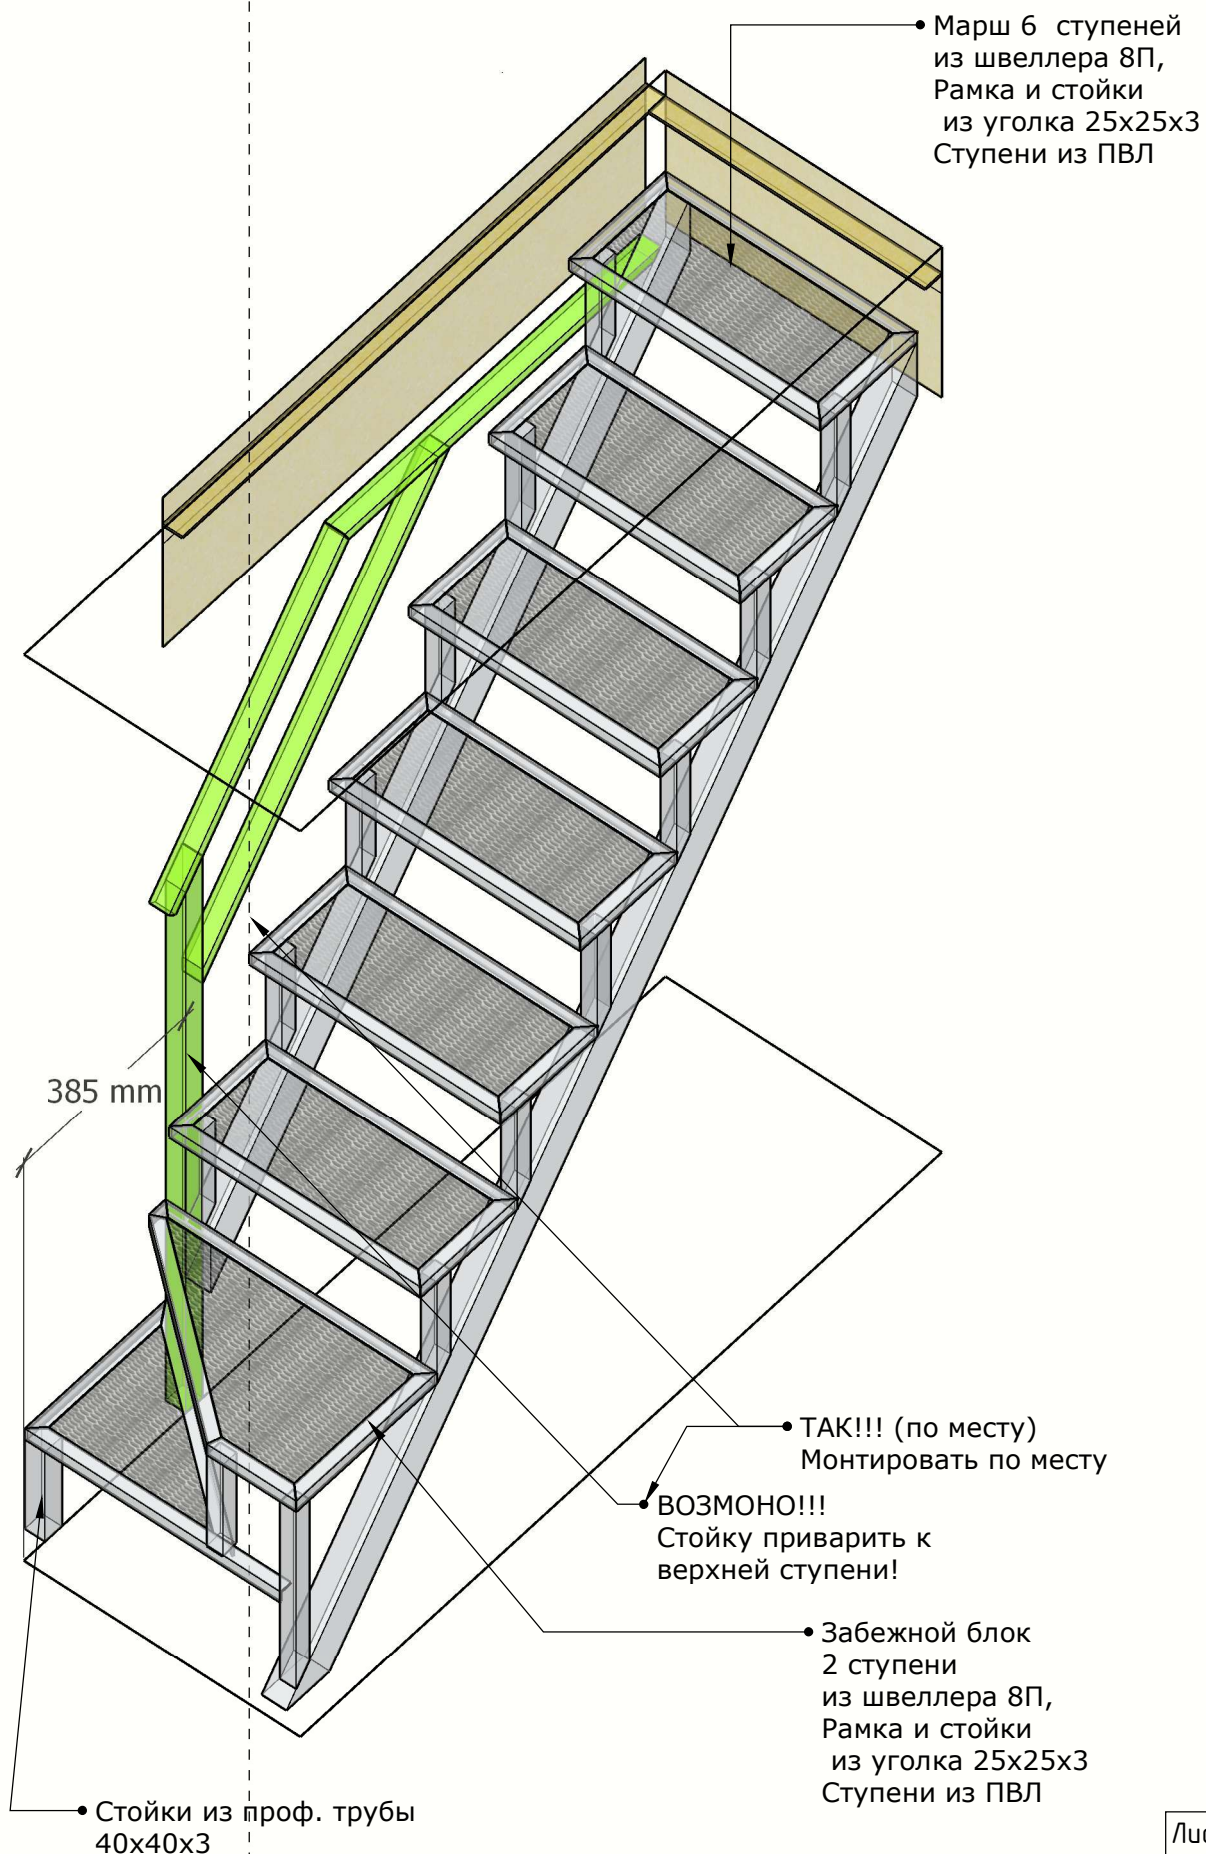 Марш 6 ступеней
из швеллера 8П,
Рамка и стойки
из уголка 25х25х3
Ступени из ПВЛ
385 mm
ТАК!!! (по месту)
Монтировать по месту
ВОЗМОНО!!!
Стойку приварить к
верхней ступени!
Забежной блок
2 ступени
из швеллера 8П,
Рамка и стойки
из уголка 25х25х3
Ступени из ПВЛ
Стойки из проф. трубы
40х40х3